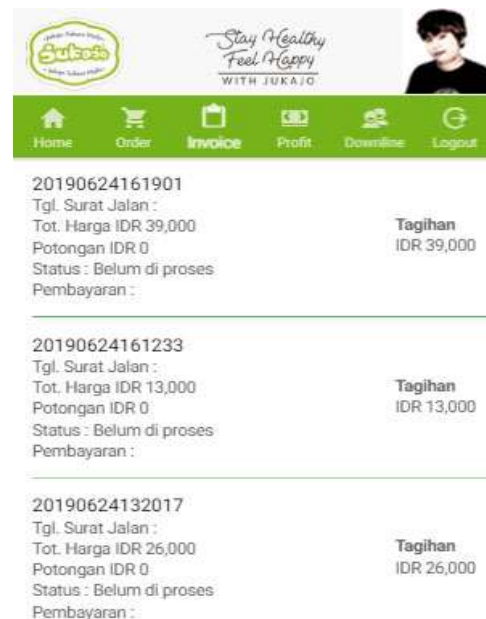 Jukajo
Stay Healthy
Feel Happy
WITH JUKAJO
Home Order Invoice Profit Downline Logout
20190624161901
Tgl. Surat Jalan :
Tot. Harga IDR 39,000
Potongan IDR 0
Status : Belum di proses
Pembayaran :
Tagihan
IDR 39,000
20190624161233
Tgl. Surat Jalan :
Tot. Harga IDR 13,000
Potongan IDR 0
Status : Belum di proses
Pembayaran :
Tagihan
IDR 13,000
20190624132017
Tgl. Surat Jalan :
Tot. Harga IDR 26,000
Potongan IDR 0
Status : Belum di proses
Pembayaran :
Tagihan
IDR 26,000